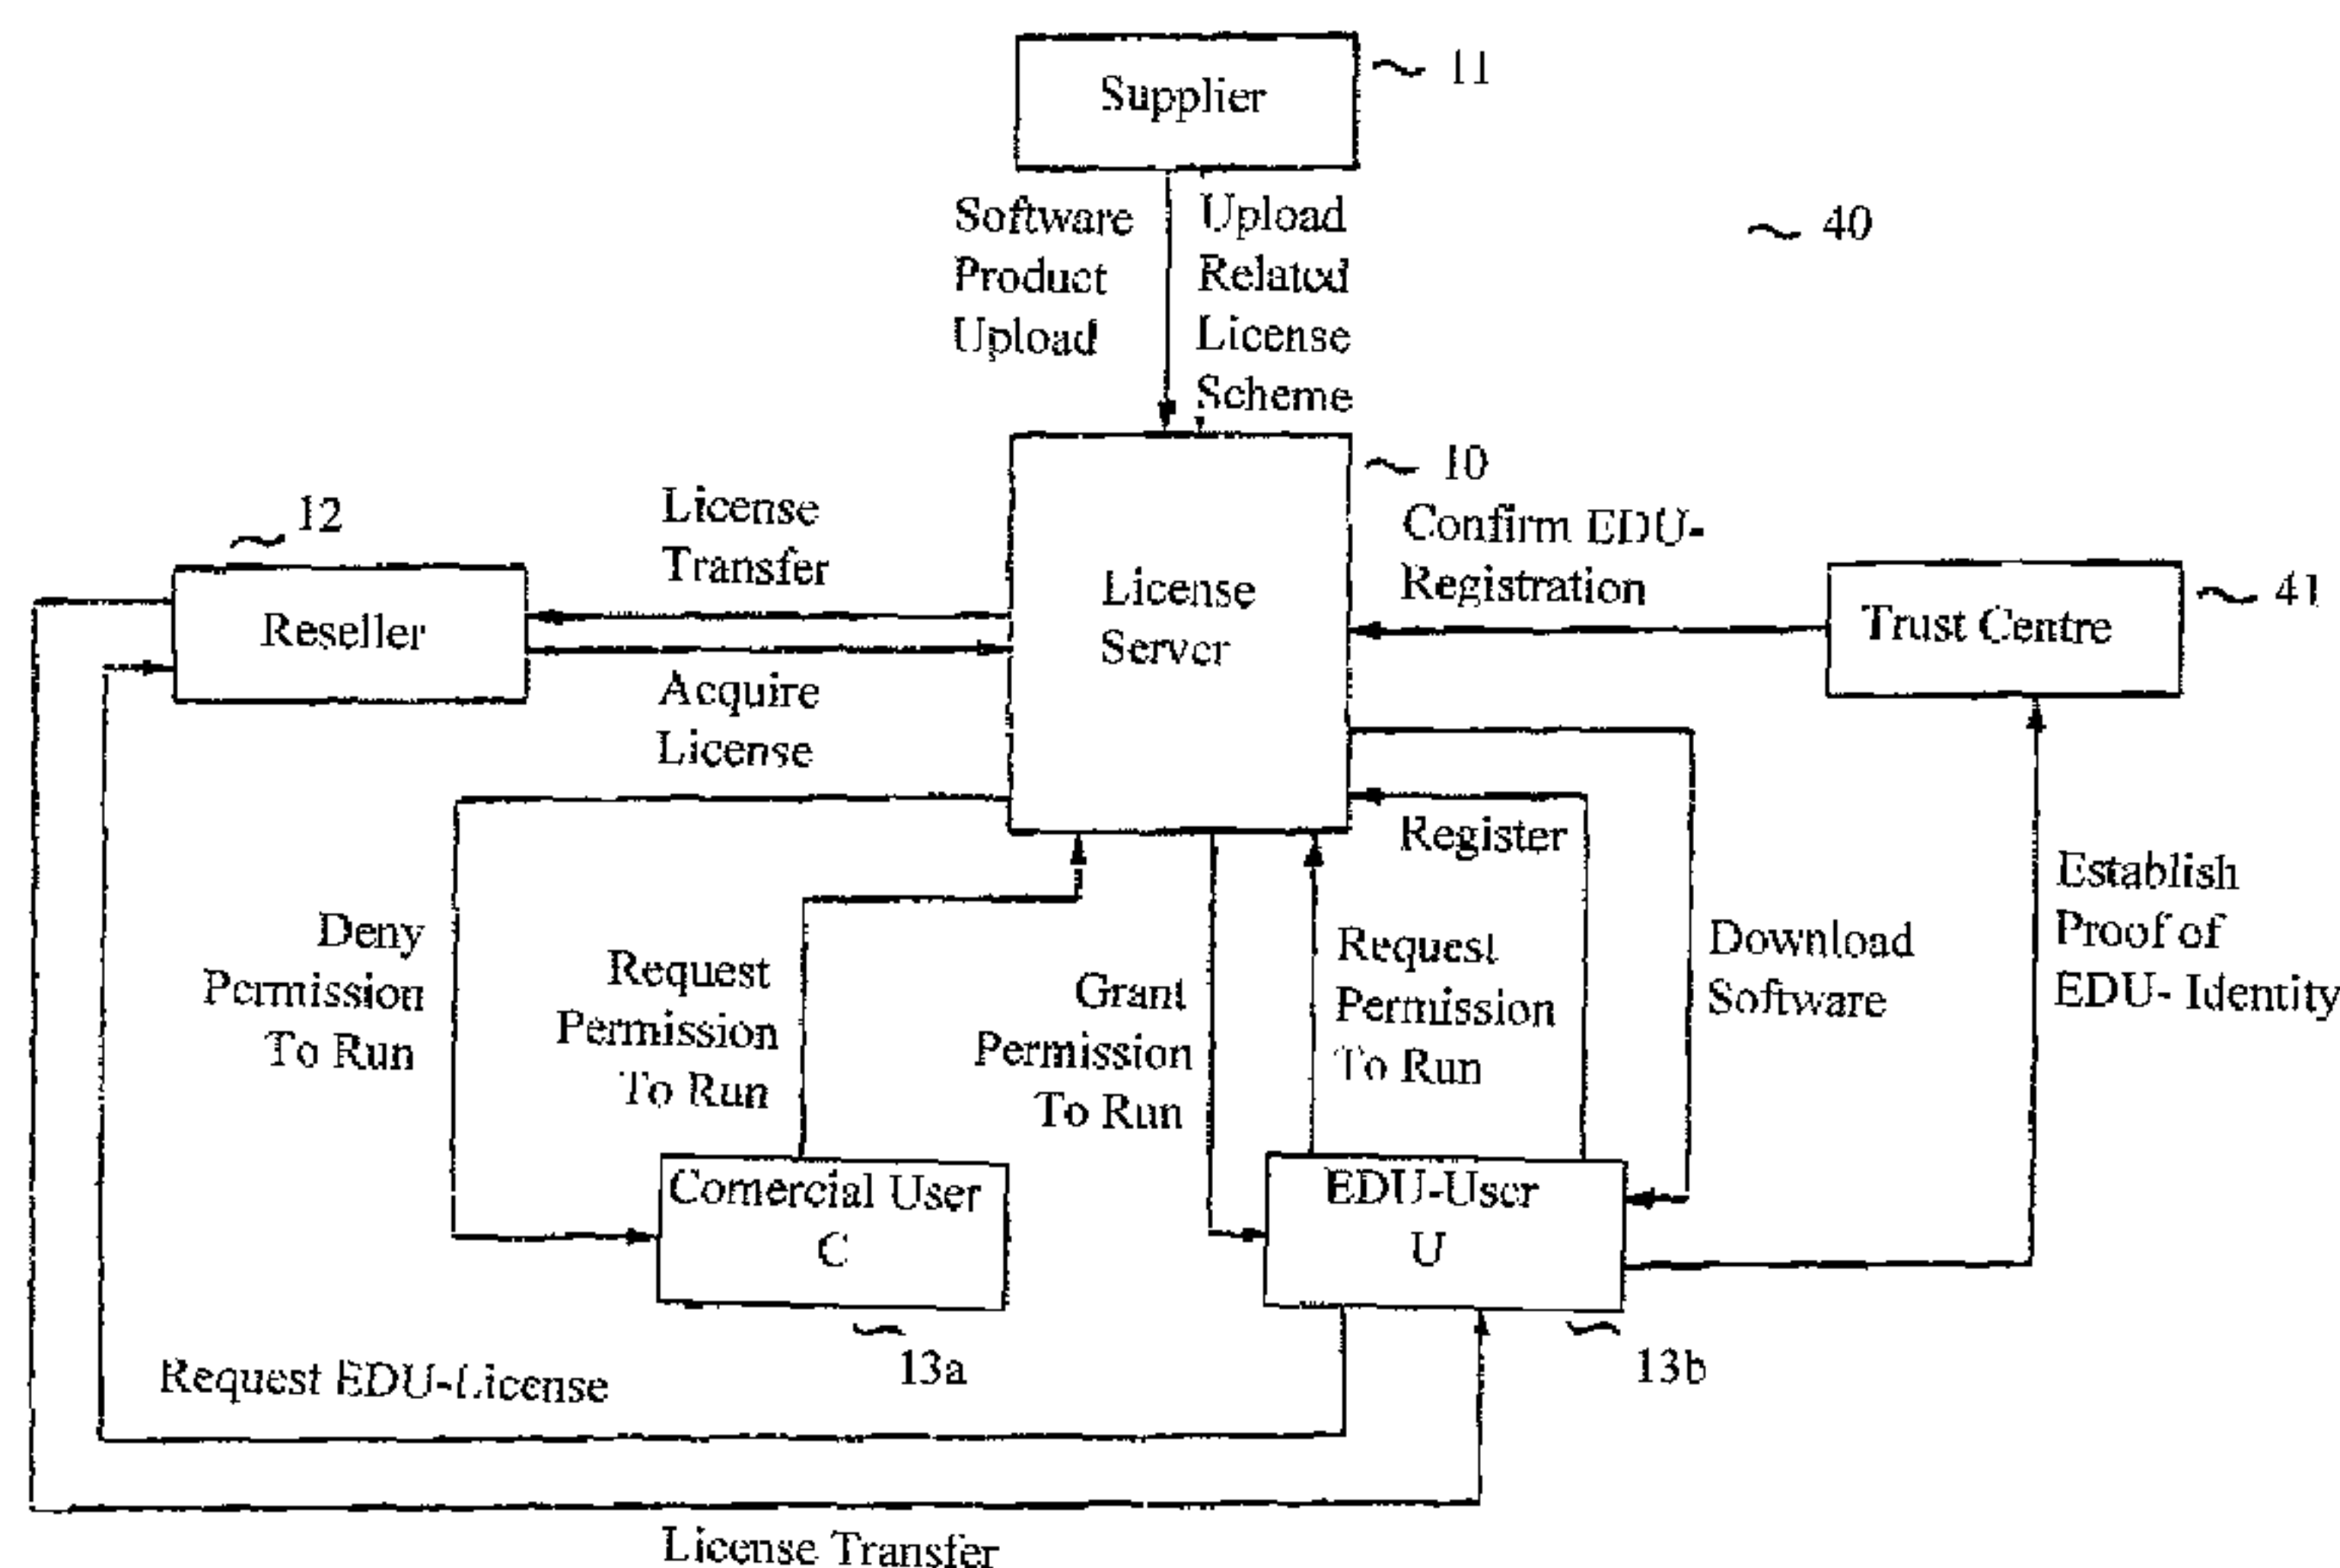 Supplier
11
Software
Product
Upload
Upload
Related
License
Scheme
40
License
Server
10
12
Reseller
License
Transfer
Acquire
License
Confirm EDU-
Registration
Trust Centre
41
Register
Deny
Permission
To Run
Request
Permission
To Run
Grant
Permission
To Run
Request
Permission
To Run
Download
Software
Establish
Proof of
EDU- Identity
Comercial User
C
13a
EDU-User
U
13b
Request EDU-License
License Transfer